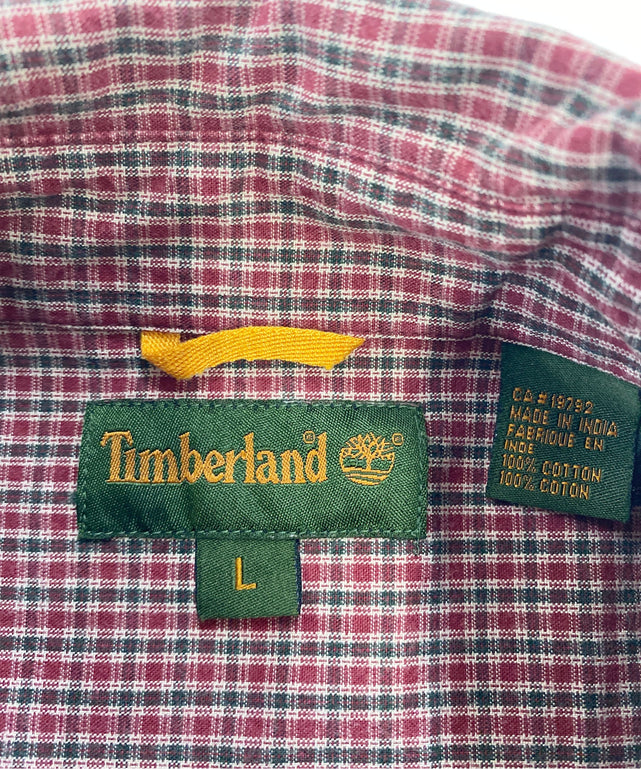 Timberland® ®
L
CA#19792
MADE IN INDIA
FABRIQUE EN
INDE
100% COTTON
100% COTON